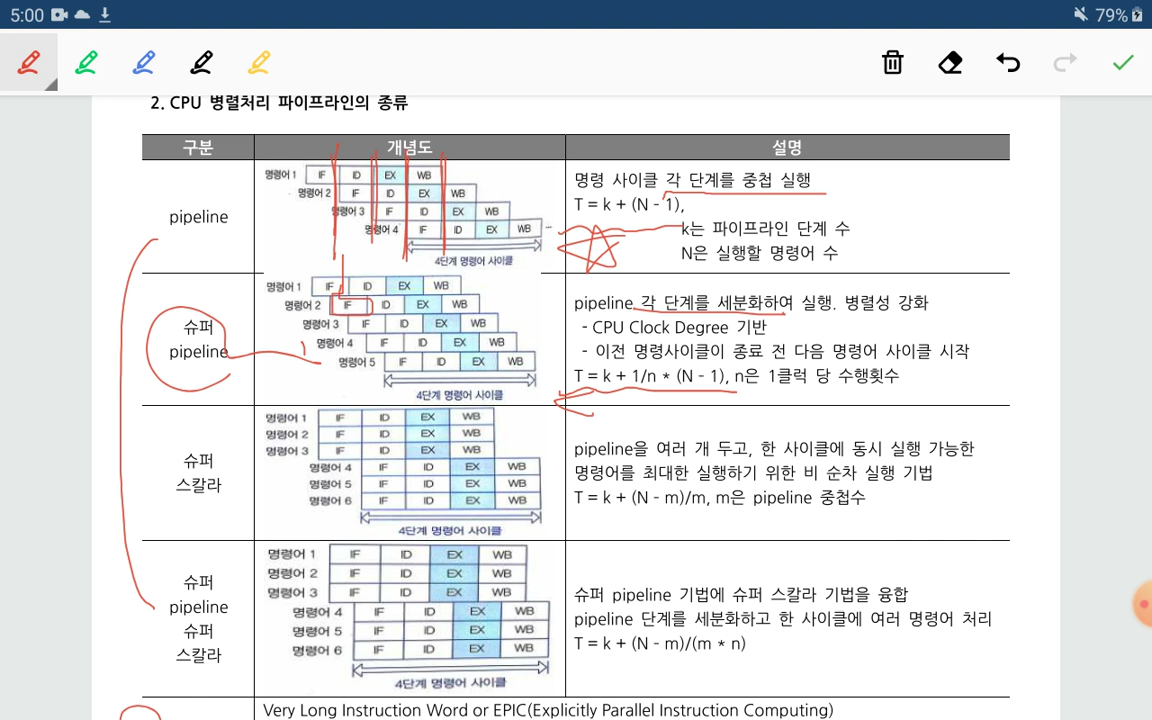 5:00
79%
2. CPU 병렬처리 파이프라인의 종류
구분 개념도 설명
pipeline
명령어 1 IF ID EX WB
명령어 2 IF ID EX WB
명령어 3 IF ID EX WB
명령어 4 IF ID EX WB
4단계 명령어 사이클
명령 사이클 각 단계를 중첩 실행
T = k + (N - 1),
k는 파이프라인 단계 수
N은 실행할 명령어 수
슈퍼
pipeline
명령어 1 IF ID EX WB
명령어 2 IF ID EX WB
명령어 3 IF ID EX WB
명령어 4 IF ID EX WB
명령어 5 IF ID EX WB
4단계 명령어 사이클
pipeline 각 단계를 세분화하여 실행. 병렬성 강화
- CPU Clock Degree 기반
- 이전 명령사이클이 종료 전 다음 명령어 사이클 시작
T = k + 1/n * (N - 1), n은 1클럭 당 수행횟수
슈퍼
스칼라
명령어 1 IF ID EX WB
명령어 2 IF ID EX WB
명령어 3 IF ID EX WB
명령어 4 IF ID EX WB
명령어 5 IF ID EX WB
명령어 6 IF ID EX WB
4단계 명령어 사이클
pipeline을 여러 개 두고, 한 사이클에 동시 실행 가능한
명령어를 최대한 실행하기 위한 비 순차 실행 기법
T = k + (N - m)/m, m은 pipeline 중첩수
슈퍼
pipeline
슈퍼
스칼라
명령어 1 IF ID EX WB
명령어 2 IF ID EX WB
명령어 3 IF ID EX WB
명령어 4 IF ID EX WB
명령어 5 IF ID EX WB
명령어 6 IF ID EX WB
4단계 명령어 사이클
슈퍼 pipeline 기법에 슈퍼 스칼라 기법을 융합
pipeline 단계를 세분화하고 한 사이클에 여러 명령어 처리
T = k + (N - m)/(m * n)
Very Long Instruction Word or EPIC(Explicitly Parallel Instruction Computing)